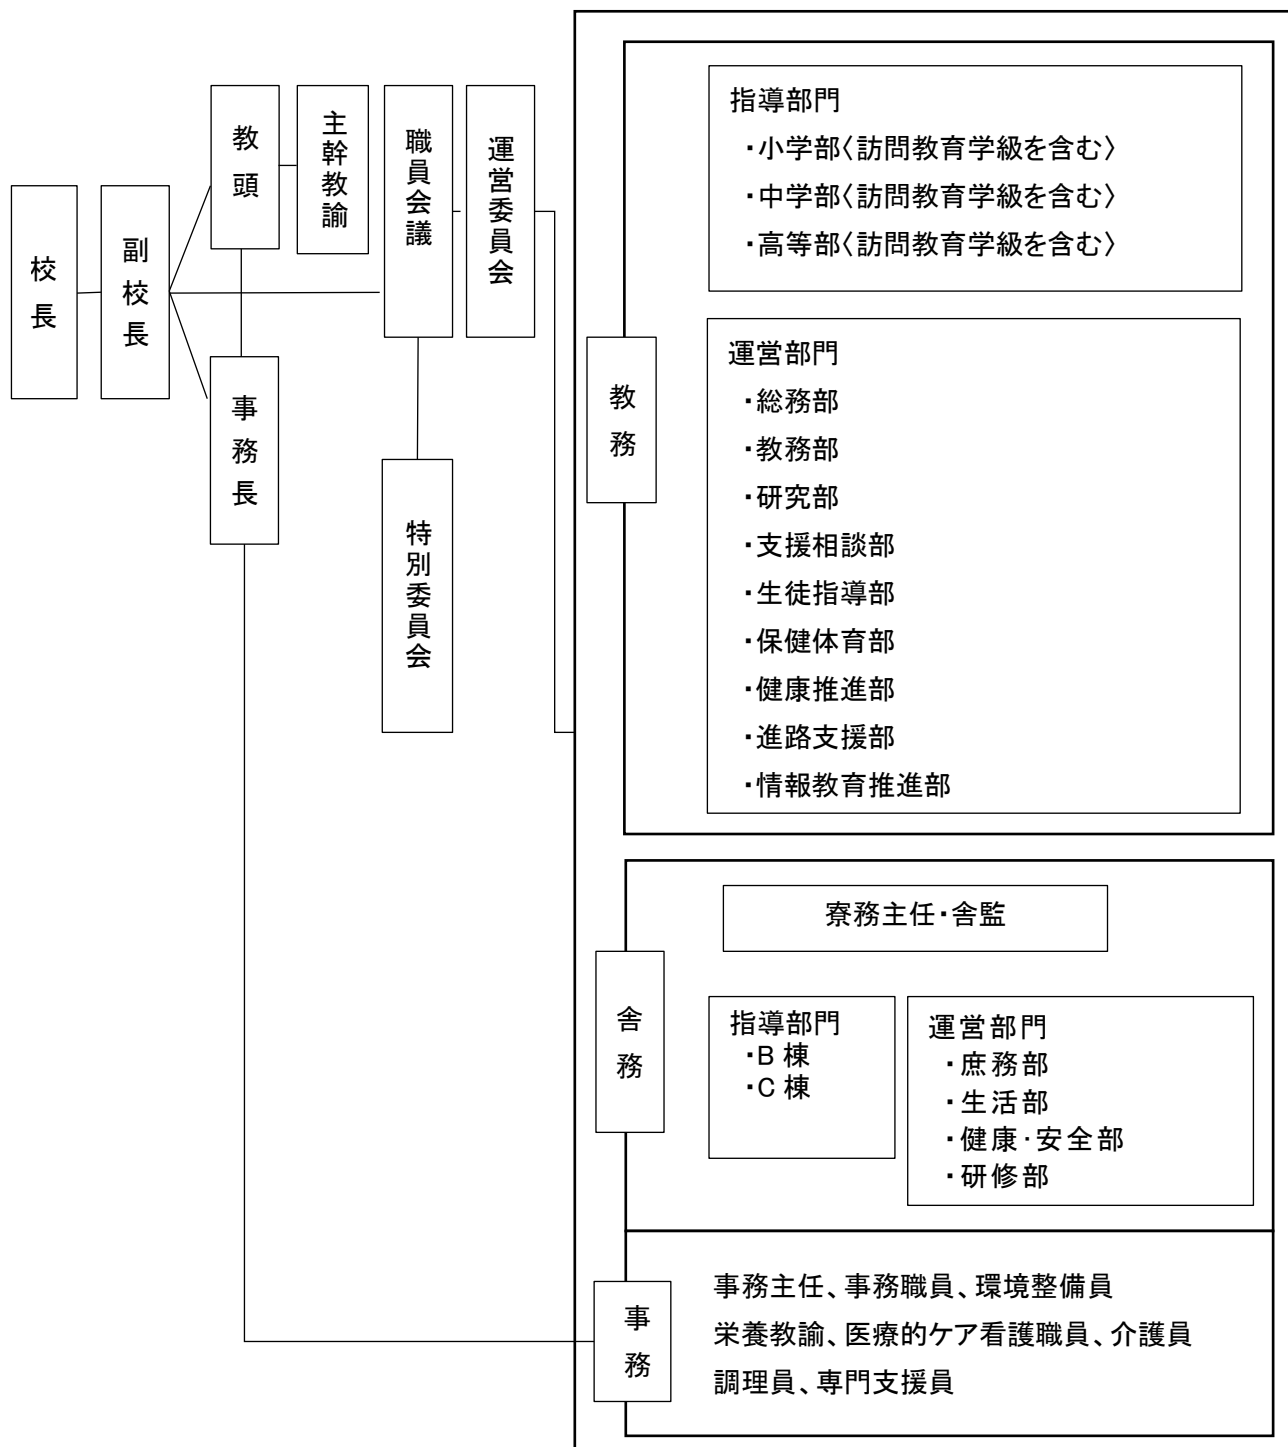 校長
副校長
教頭
主幹教諭
事務長
職員会議
運営委員会
特別委員会
教務
指導部門
・小学部〈訪問教育学級を含む〉
・中学部〈訪問教育学級を含む〉
・高等部〈訪問教育学級を含む〉
運営部門
・総務部
・教務部
・研究部
・支援相談部
・生徒指導部
・保健体育部
・健康推進部
・進路支援部
・情報教育推進部
舎務
寮務主任・舎監
指導部門
・B 棟
・C 棟
運営部門
・庶務部
・生活部
・健康・安全部
・研修部
事務
事務主任、事務職員、環境整備員
栄養教諭、医療的ケア看護職員、介護員
調理員、専門支援員